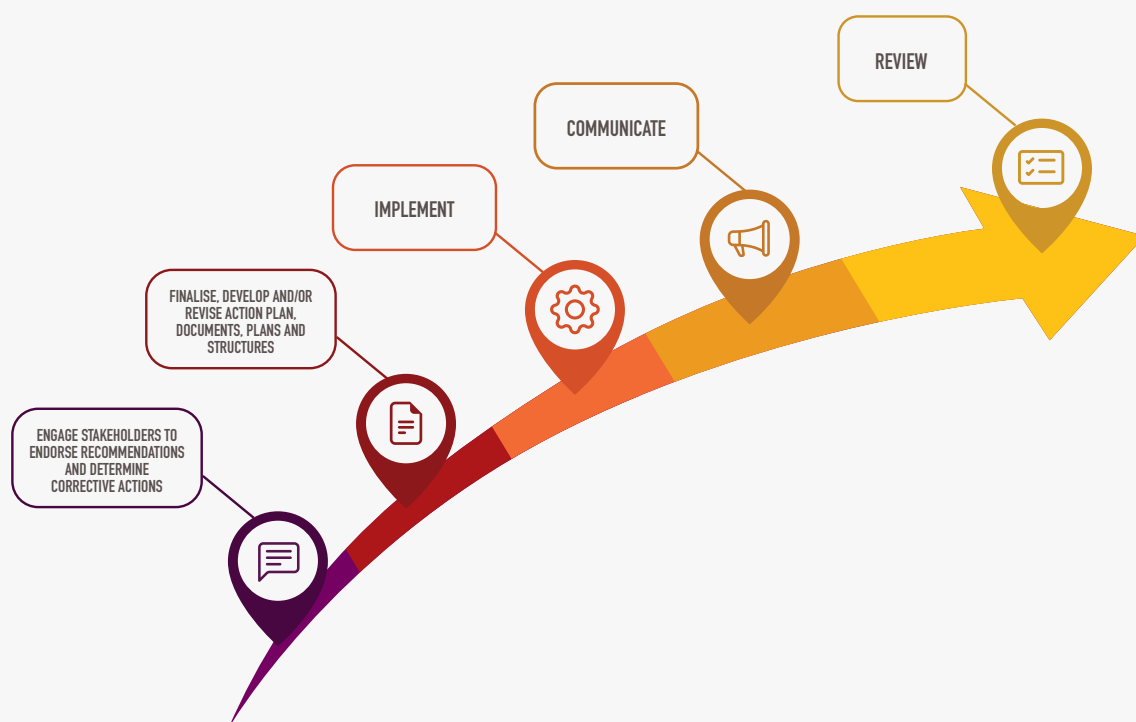 REVIEW
COMMUNICATE
IMPLEMENT
FINALISE, DEVELOP AND/OR
REVISE ACTION PLAN,
DOCUMENTS, PLANS AND
STRUCTURES
ENGAGE STAKEHOLDERS TO
ENDORSE RECOMMENDATIONS
AND DETERMINE
CORRECTIVE ACTIONS